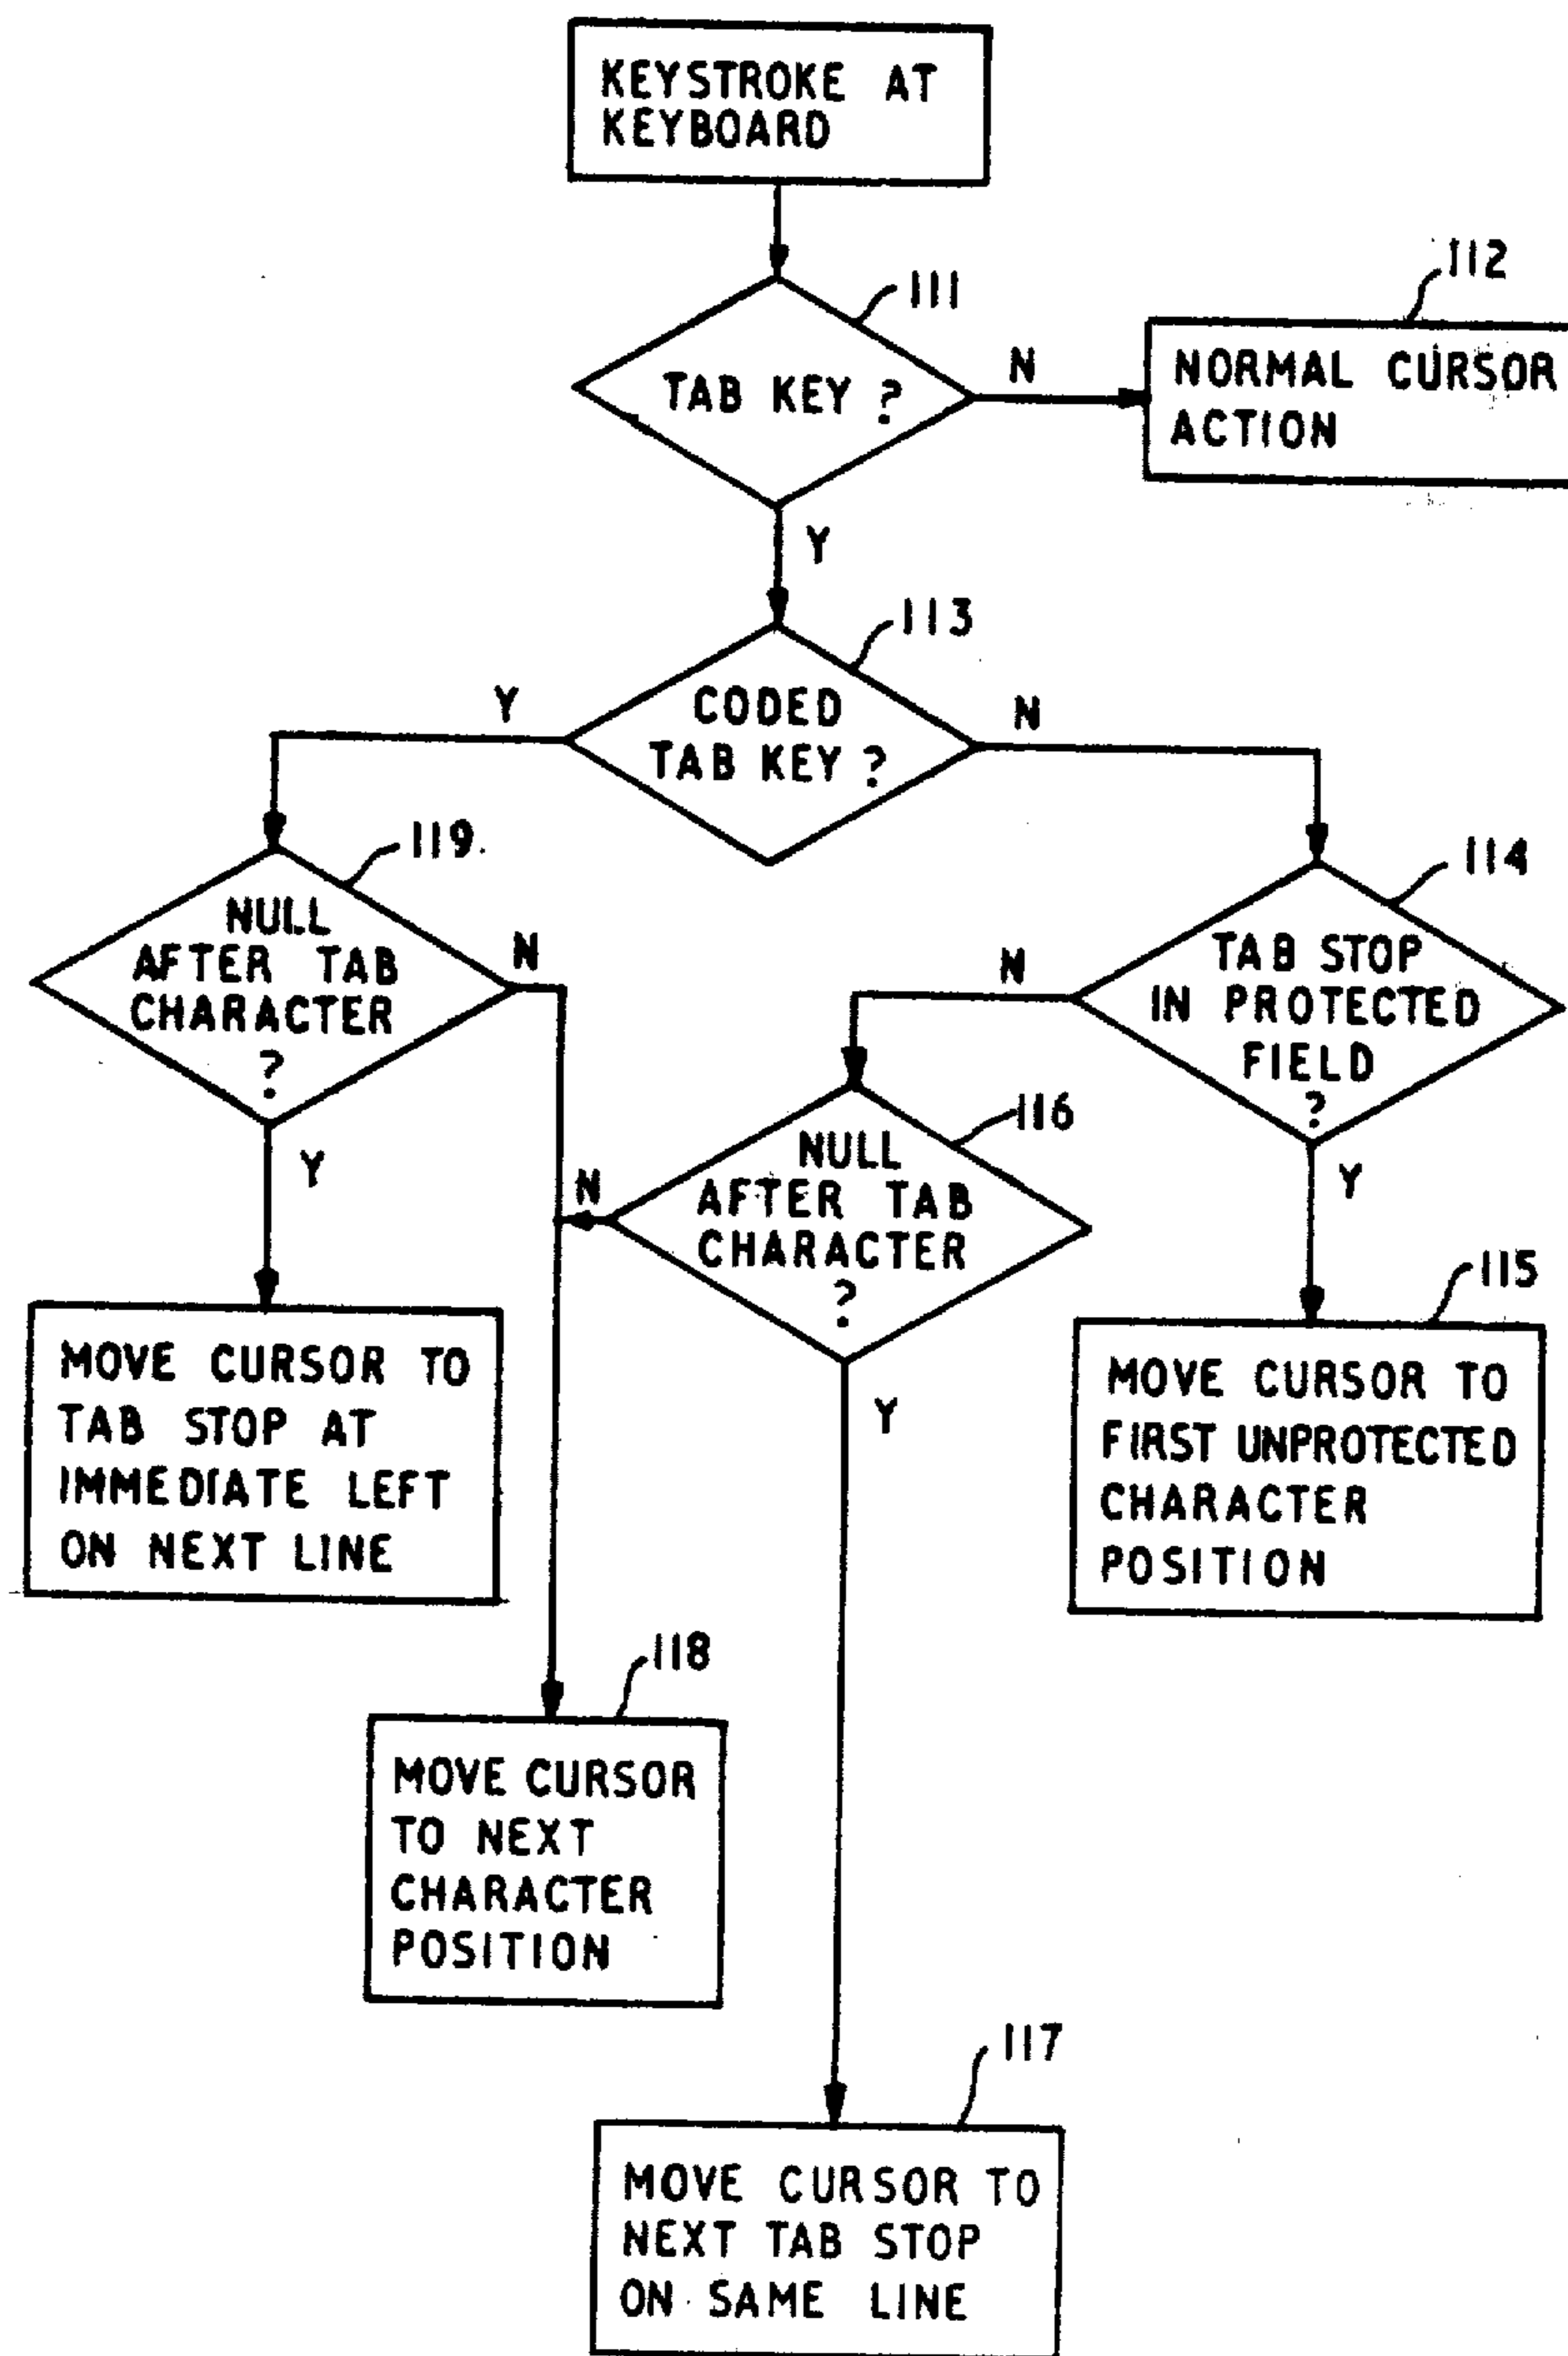 KEYSTROKE AT
KEYBOARD
111
TAB KEY ?
N
112
NORMAL CURSOR
ACTION
Y
113
CODED
TAB KEY ?
Y
N
119
NULL
AFTER TAB
CHARACTER
?
N
Y
114
TAB STOP
IN PROTECTED
FIELD
?
N
Y
116
NULL
AFTER TAB
CHARACTER
?
N
Y
115
MOVE CURSOR TO
FIRST UNPROTECTED
CHARACTER
POSITION
MOVE CURSOR TO
TAB STOP AT
IMMEDIATE LEFT
ON NEXT LINE
118
MOVE CURSOR
TO NEXT
CHARACTER
POSITION
117
MOVE CURSOR TO
NEXT TAB STOP
ON SAME LINE